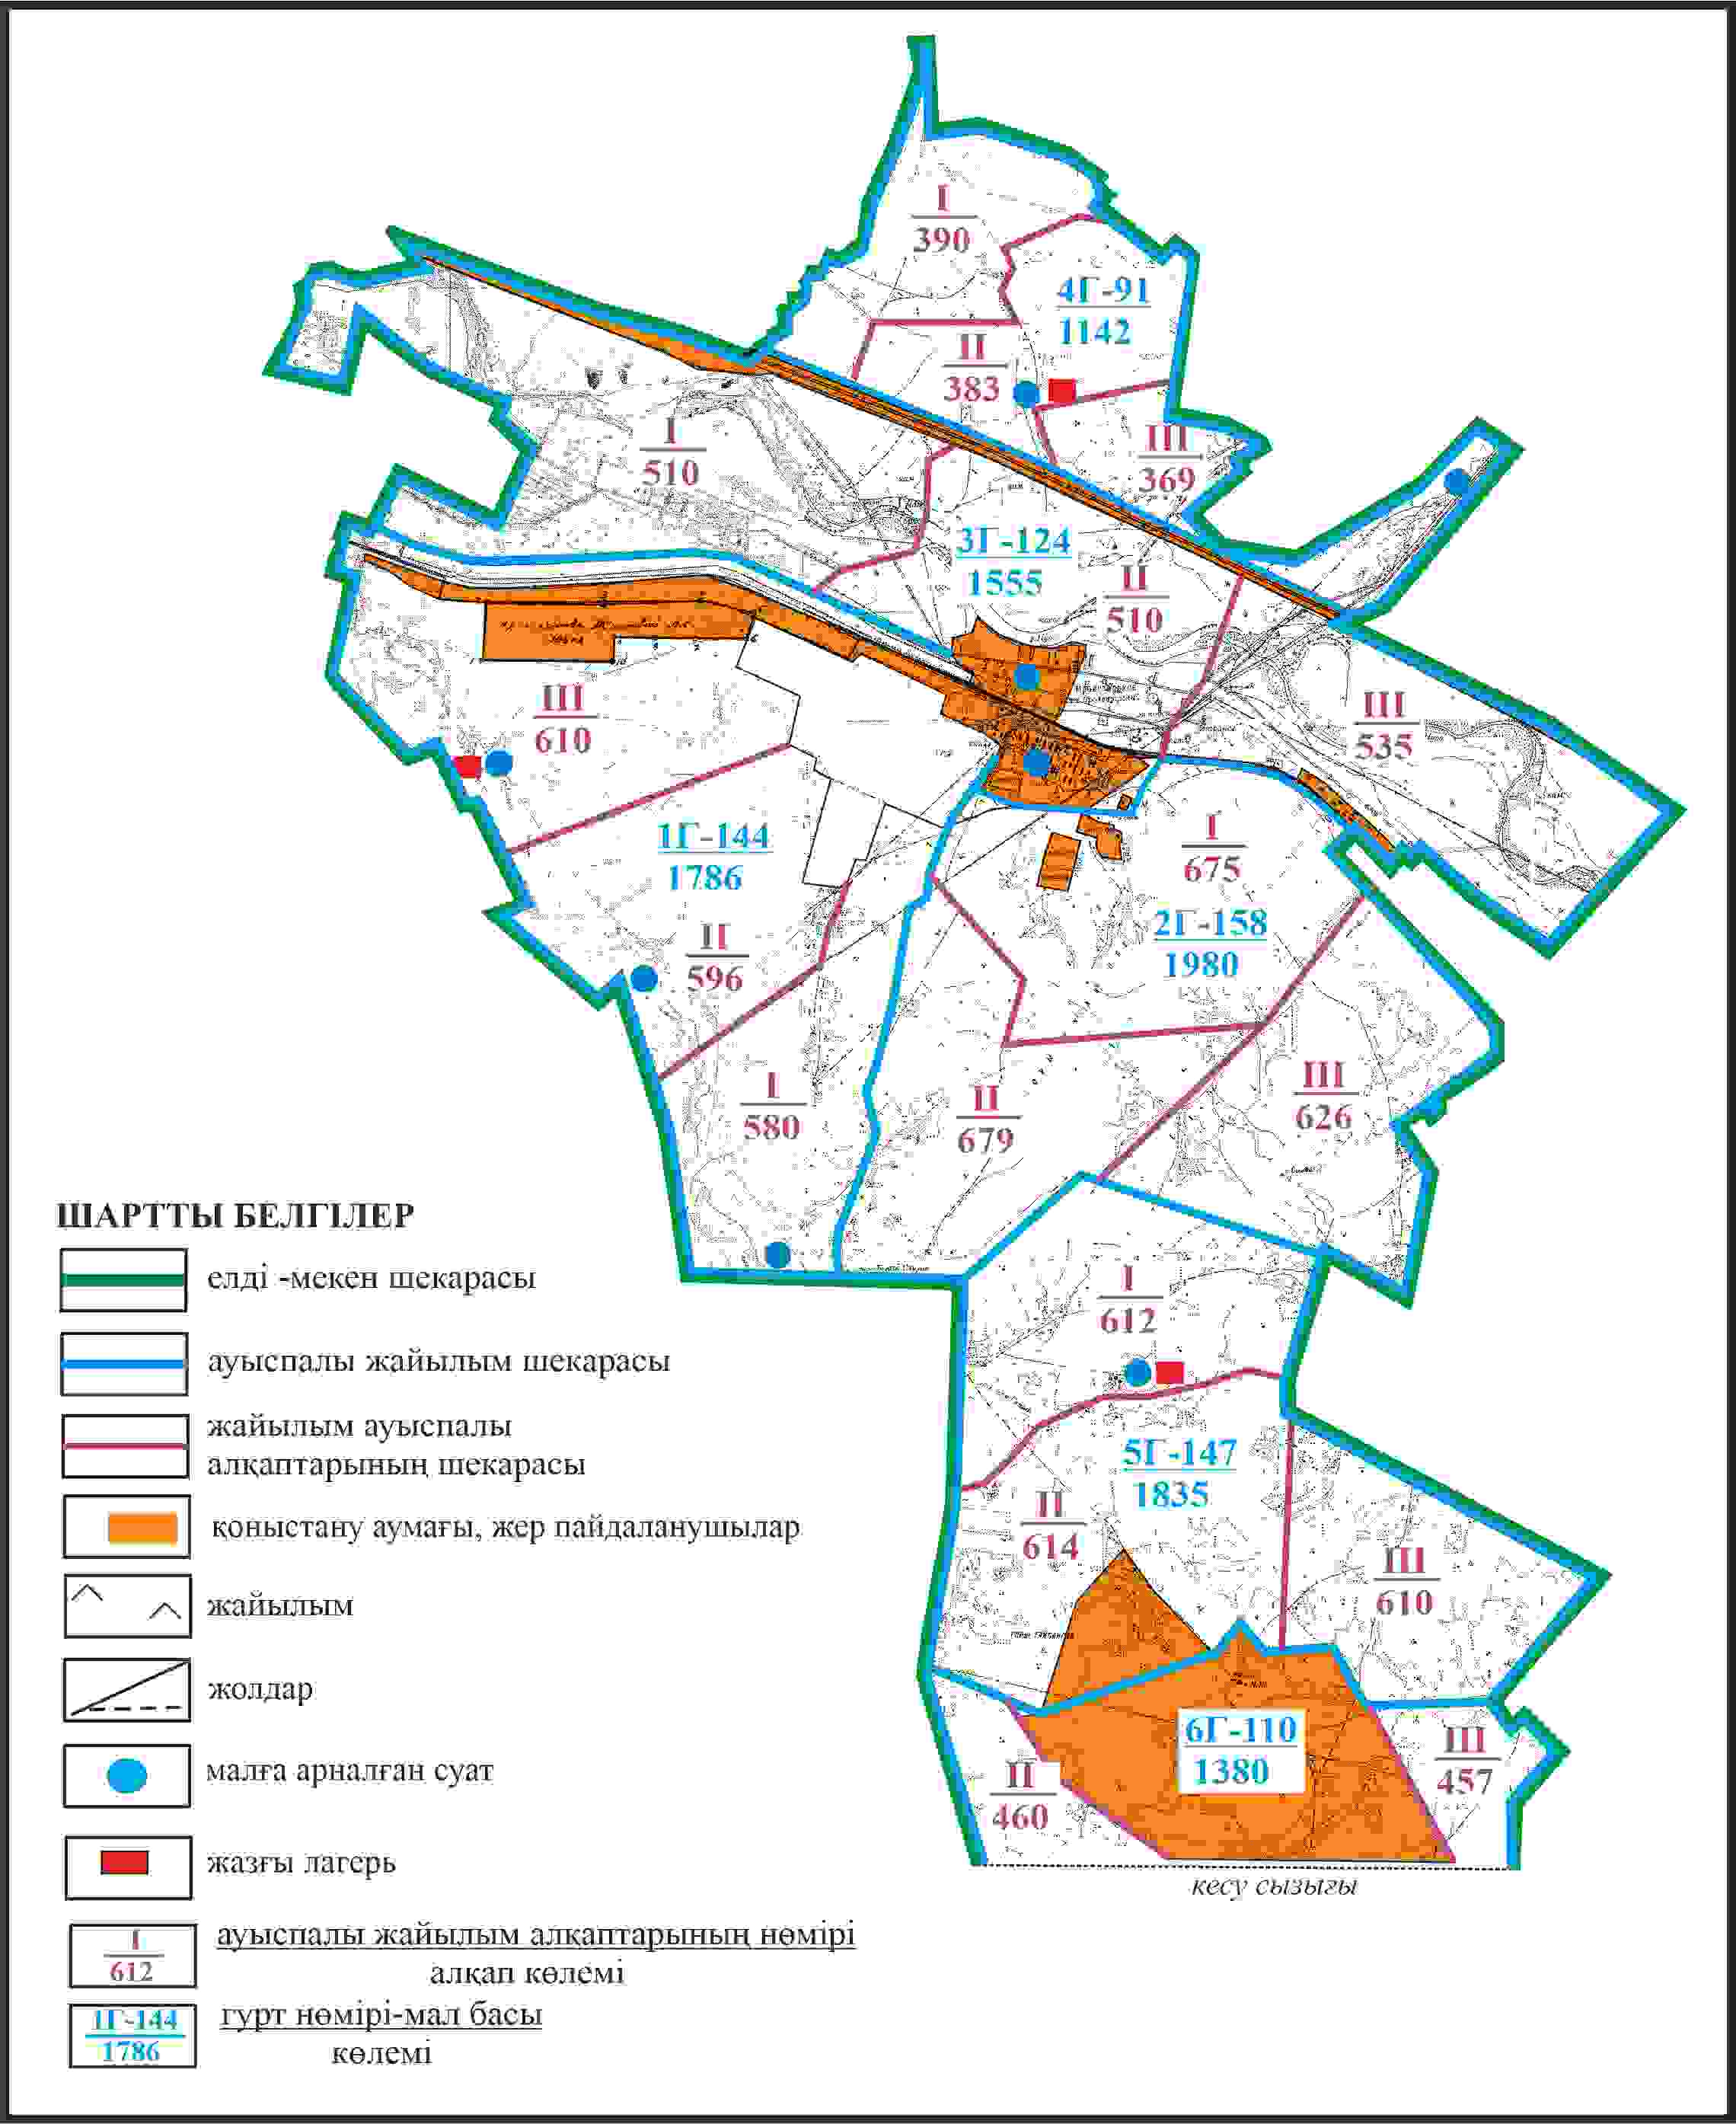 I
390
4Г-91
1142
II
383
I
510
III
369
3Г-124
1555
II
510
III
610
III
535
1Г-144
1786
I
675
2Г-158
1980
II
596
I
580
II
679
III
626
I
612
5Г-147
1835
II
614
III
610
6Г-110
1380
III
457
II
460
кесу сызығы
ШАРТТЫ БЕЛГІЛЕР
елді -мекен шекарасы
ауыспалы жайылым шекарасы
жайылым ауыспалы
алқаптарының шекарасы
қоныстану аумағы, жер пайдаланушылар
жайылым
жолдар
малға арналған суат
жазғы лагерь
I
612
ауыспалы жайылым алқаптарының нөмірі
алқап көлемі
1Г-144
1786
гурт нөмірі-мал басы
көлемі